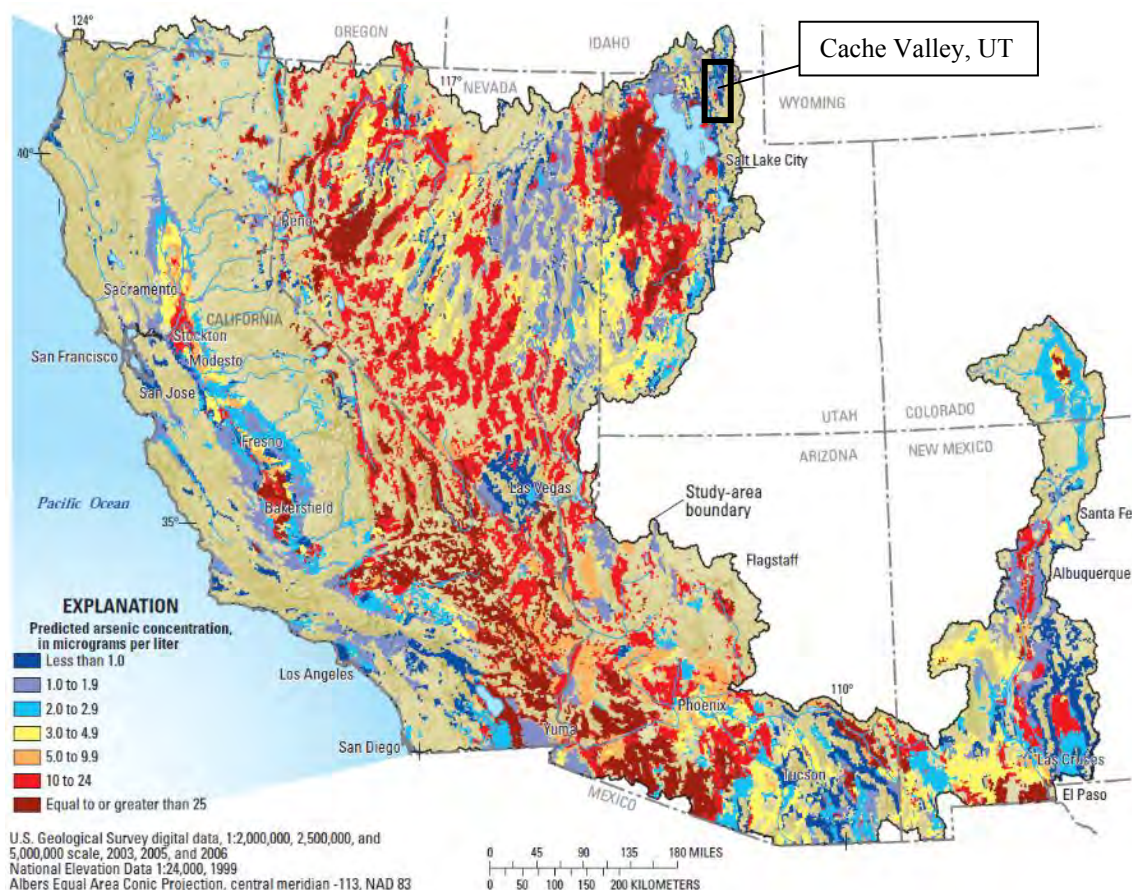 124°
OREGON
IDAHO
Cache Valley, UT
117°
NEVADA
WYOMING
40°
Salt Lake City
Reno
Sacramento
CALIFORNIA
Stockton
San Francisco
Modesto
San Jose
UTAH
COLORADO
Fresno
ARIZONA
NEW MEXICO
Las Vegas
Pacific Ocean
Study-area
boundary
Bakersfield
35°
Santa Fe
Flagstaff
Albuquerque
EXPLANATION
Predicted arsenic concentration,
in micrograms per liter
Less than 1.0
1.0 to 1.9
2.0 to 2.9
3.0 to 4.9
5.0 to 9.9
10 to 24
Equal to or greater than 25
Los Angeles
110°
Phoenix
Yuma
San Diego
Las Cruses
Tucson
El Paso
MEXICO
U.S. Geological Survey digital data, 1:2,000,000, 2,500,000, and
5,000,000 scale, 2003, 2005, and 2006
National Elevation Data 1:24,000, 1999
Albers Equal Area Conic Projection, central meridian -113, NAD 83
0 45 90 135 180 MILES
0 50 100 150 200 KILOMETERS